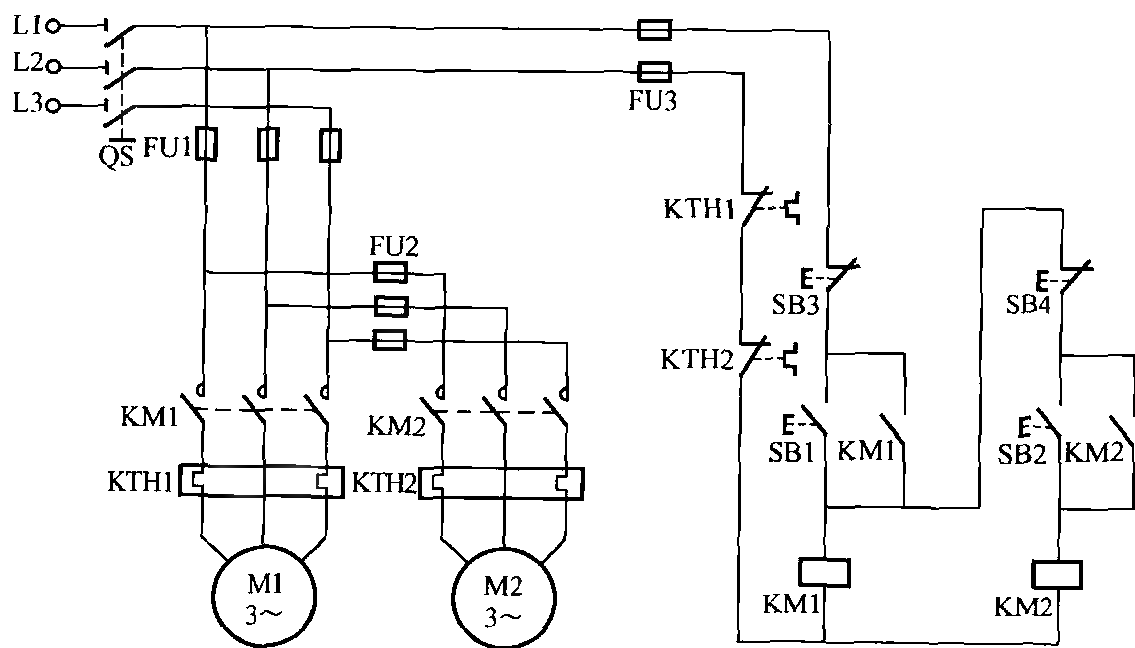 L1
L2
L3
QS
FU1
FU3
KTH1
FU2
SB3
SB4
KTH2
KM1
KM2
SB1
KM1
SB2
KM2
KTH1
KTH2
M1
3～
M2
3～
KM1
KM2